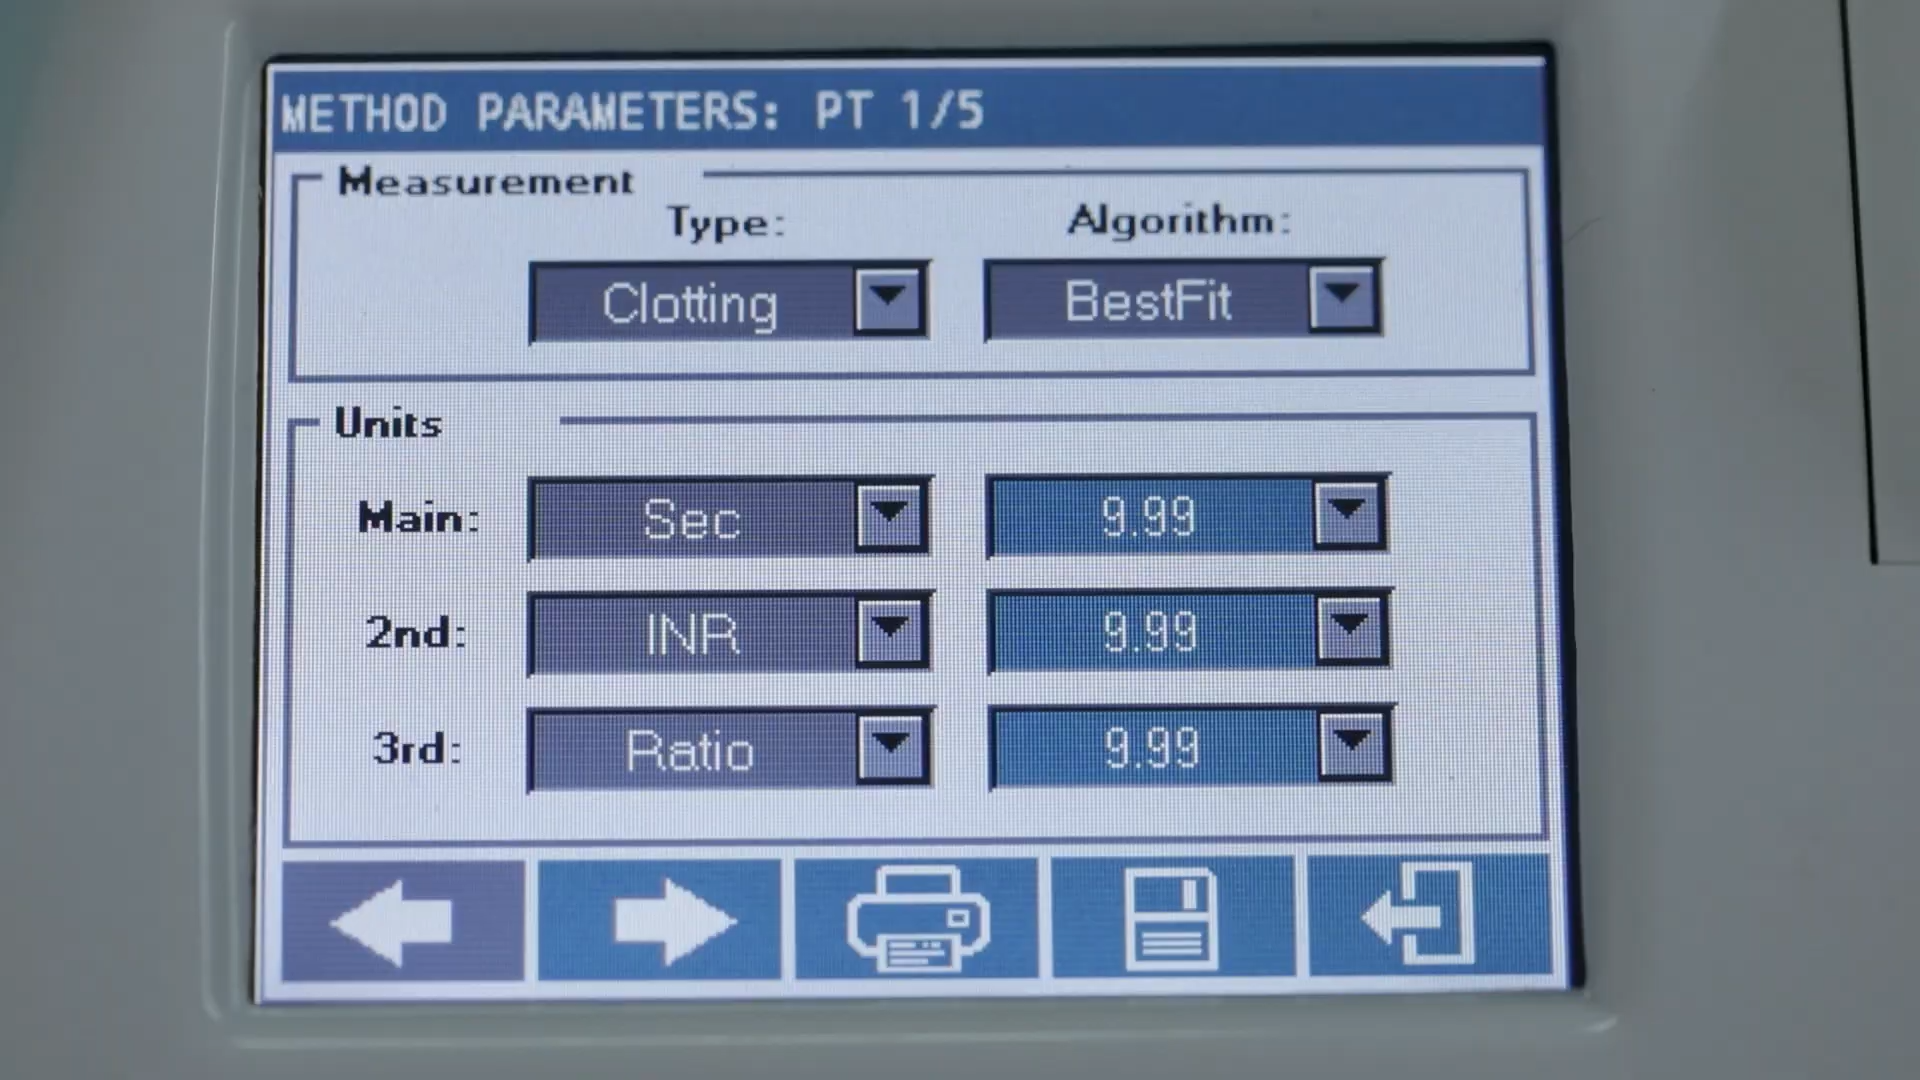 METHOD PARAMETERS: PT 1/5
Measurement
Type: Algorithm:
Clotting BestFit
Units
Main: Sec 9.99
2nd: INR 9.99
3rd: Ratio 9.99